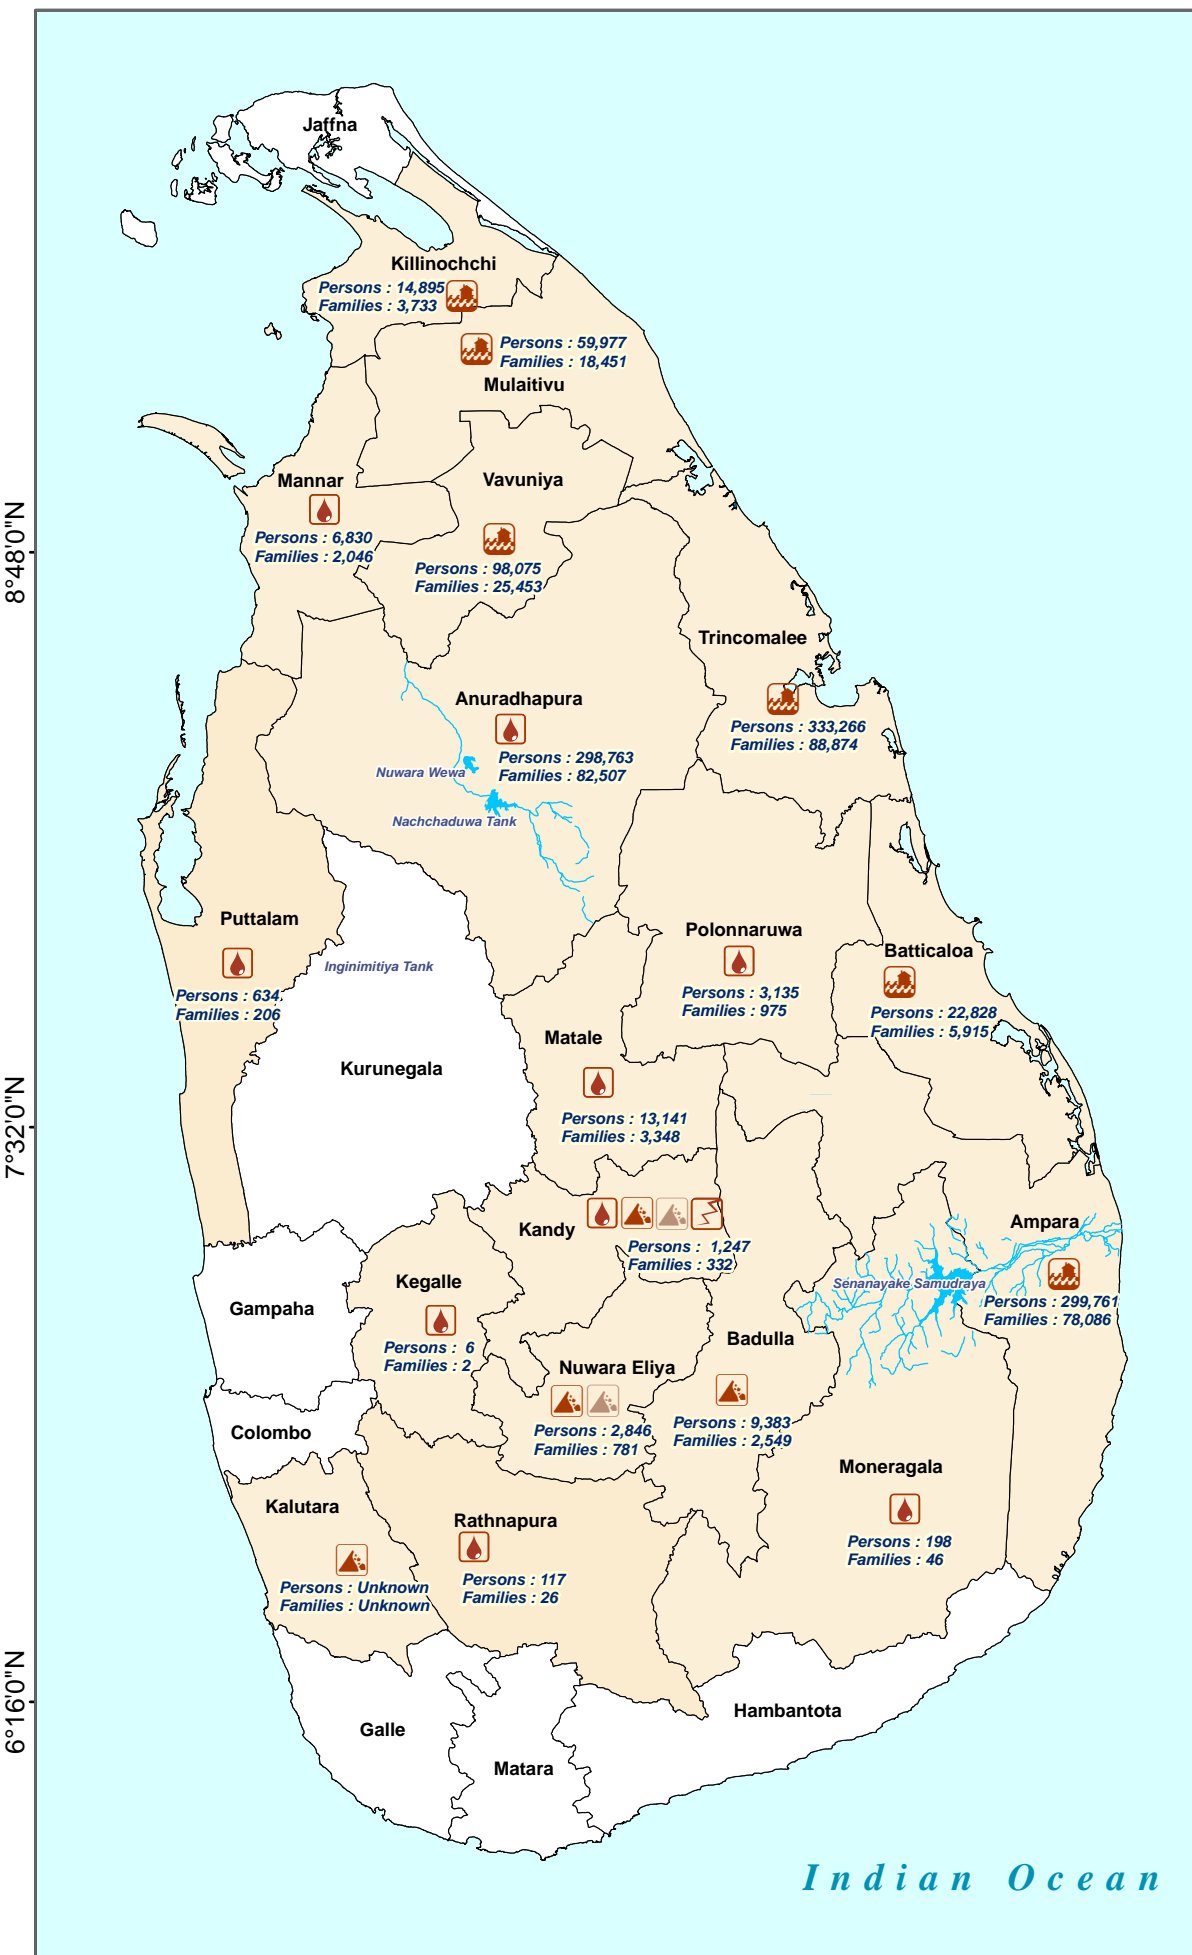 Jaffna
Killinochchi
Persons : 14,895
Families : 3,733
Persons : 59,977
Families : 18,451
Mulaitivu
Mannar
Persons : 6,830
Families : 2,046
Vavuniya
Persons : 98,075
Families : 25,453
8°48'0"N
Trincomalee
Persons : 333,266
Families : 88,874
Anuradhapura
Persons : 298,763
Families : 82,507
Nuwara Wewa
Nachchaduwa Tank
Puttalam
Persons : 634
Families : 206
Inginimitiya Tank
Kurunegala
Polonnaruwa
Persons : 3,135
Families : 975
Batticaloa
Persons : 22,828
Families : 5,915
Matale
Persons : 13,141
Families : 3,348
7°32'0"N
Kandy
Persons : 1,247
Families : 332
Ampara
Persons : 299,761
Families : 78,086
Senanayake Samudraya
Kegalle
Persons : 6
Families : 2
Gampaha
Badulla
Persons : 9,383
Families : 2,549
Nuwara Eliya
Persons : 2,846
Families : 781
Colombo
Moneragala
Persons : 198
Families : 46
Kalutara
Persons : Unknown
Families : Unknown
Rathnapura
Persons : 117
Families : 26
6°16'0"N
Hambantota
Galle
Matara
Indian Ocean